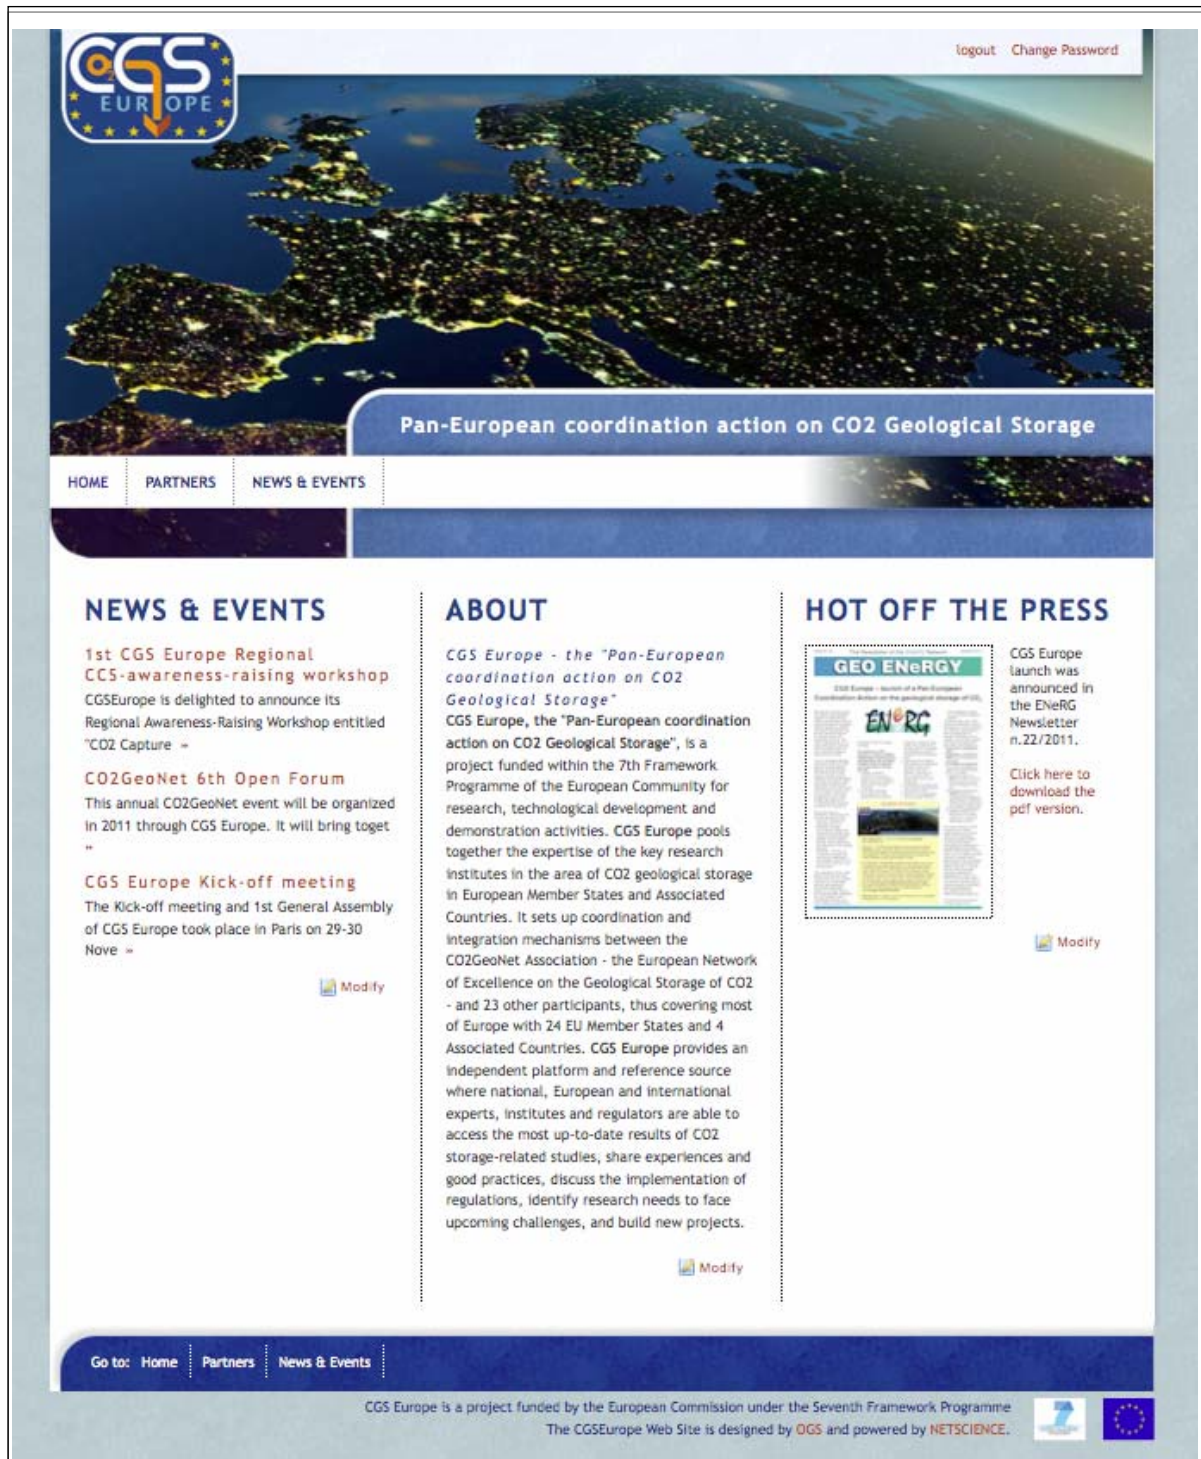 CGS
O2
EUROPE
logout Change Password
Pan-European coordination action on CO2 Geological Storage
HOME PARTNERS NEWS & EVENTS
NEWS & EVENTS
1st CGS Europe Regional
CCS-awareness-raising workshop
CGSEurope is delighted to announce its
Regional Awareness-Raising Workshop entitled
"CO2 Capture »
CO2GeoNet 6th Open Forum
This annual CO2GeoNet event will be organized
in 2011 through CGS Europe. It will bring toget
»
CGS Europe Kick-off meeting
The Kick-off meeting and 1st General Assembly
of CGS Europe took place in Paris on 29-30
Nove »
Modify
ABOUT
CGS Europe - the "Pan-European
coordination action on CO2
Geological Storage"
CGS Europe, the "Pan-European coordination
action on CO2 Geological Storage", is a
project funded within the 7th Framework
Programme of the European Community for
research, technological development and
demonstration activities. CGS Europe pools
together the expertise of the key research
institutes in the area of CO2 geological storage
in European Member States and Associated
Countries. It sets up coordination and
integration mechanisms between the
CO2GeoNet Association - the European Network
of Excellence on the Geological Storage of CO2
- and 23 other participants, thus covering most
of Europe with 24 EU Member States and 4
Associated Countries. CGS Europe provides an
independent platform and reference source
where national, European and international
experts, institutes and regulators are able to
access the most up-to-date results of CO2
storage-related studies, share experiences and
good practices, discuss the implementation of
regulations, identify research needs to face
upcoming challenges, and build new projects.
Modify
HOT OFF THE PRESS
GEO ENeRGY
CGS Europe - launch of a Pan-European
Coordination Action on the geological storage of CO2
ENeRG
CGS Europe
launch was
announced in
the ENeRG
Newsletter
n.22/2011.
Click here to
download the
pdf version.
Modify
Go to: Home Partners News & Events
CGS Europe is a project funded by the European Commission under the Seventh Framework Programme
The CGSEurope Web Site is designed by OGS and powered by NETSCIENCE.